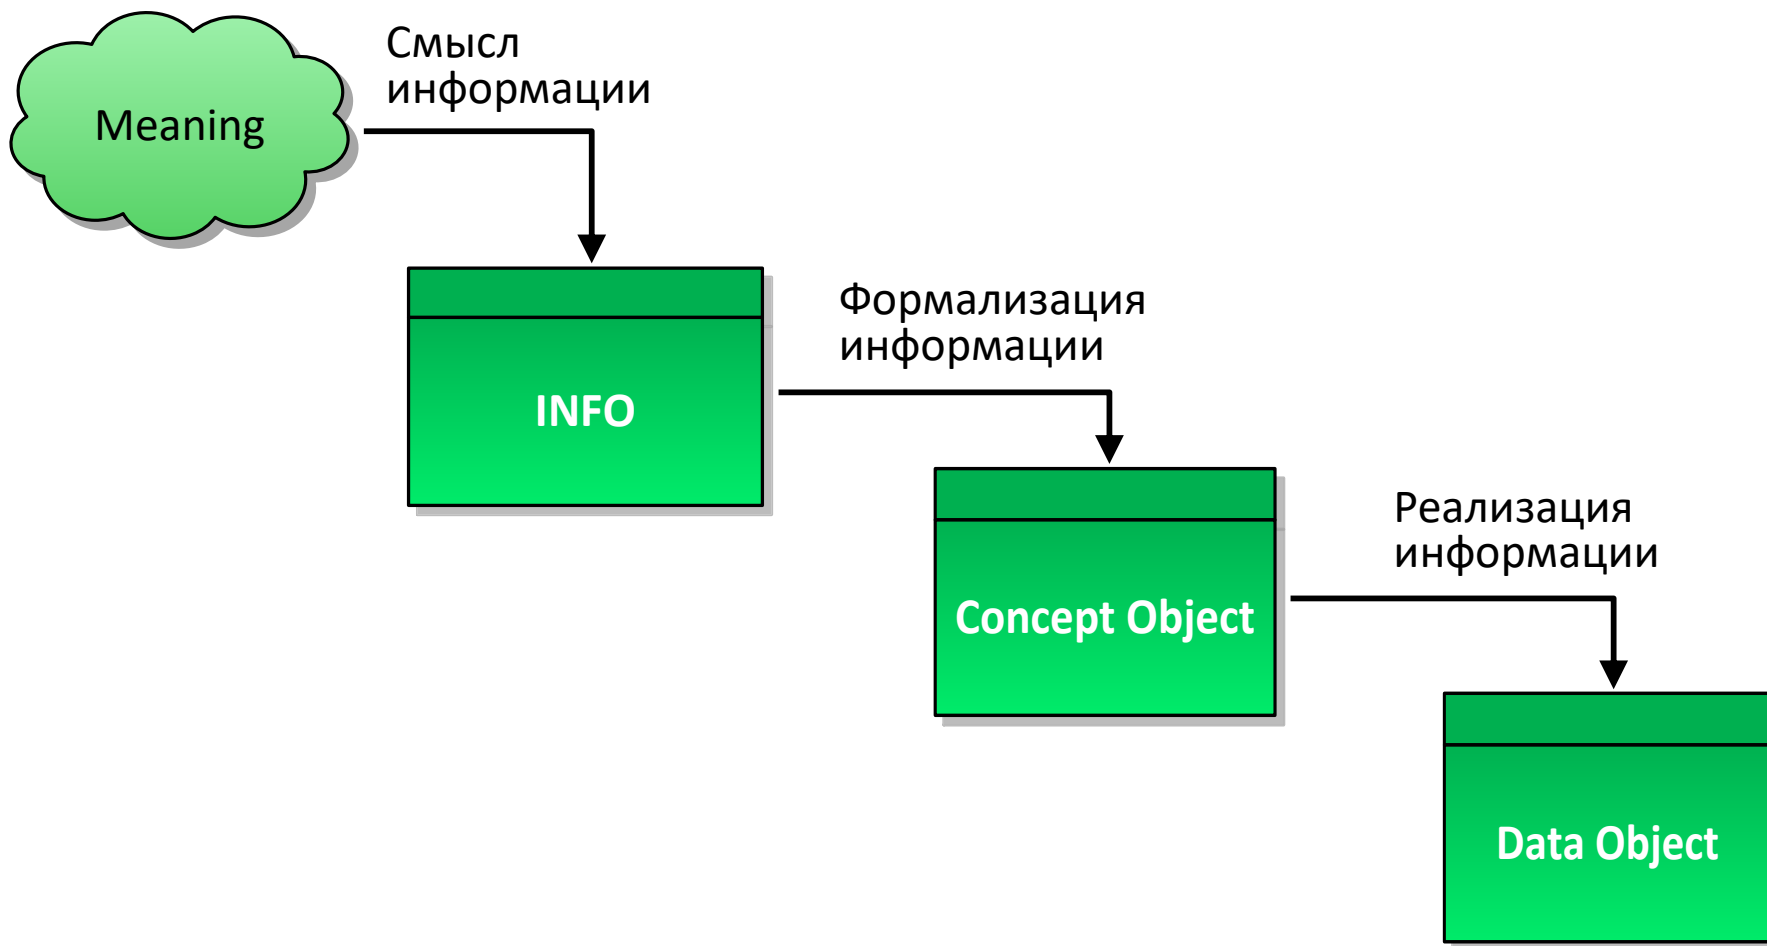 Смысл
информации
Meaning
Формализация
информации
INFO
Реализация
информации
Concept Object
Data Object